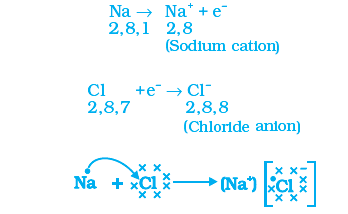 Na → Na⁺ + e⁻
2,8,1 2,8
(Sodium cation)
Cl +e⁻ → Cl⁻
2,8,7 2,8,8
(Chloride anion)
Na + Cl → (Na⁺) [Cl]⁻